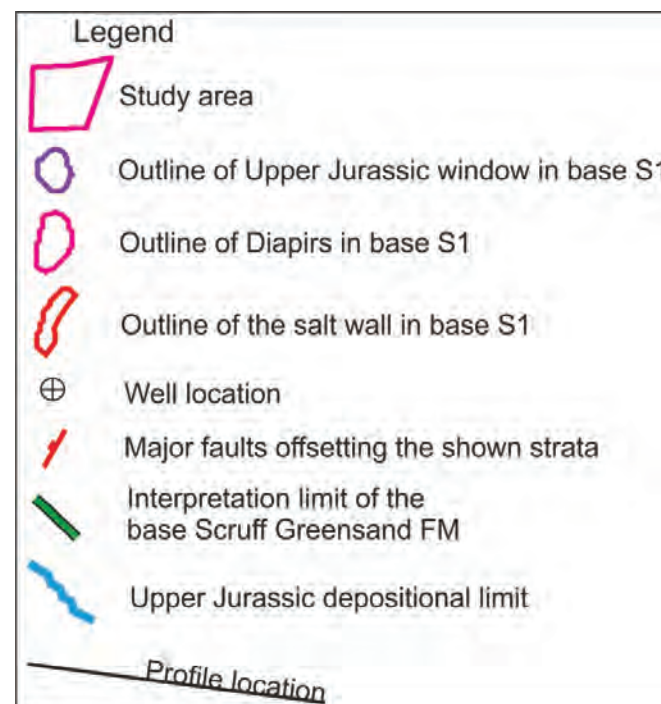 Legend
Study area
Outline of Upper Jurassic window in base S1
Outline of Diapirs in base S1
Outline of the salt wall in base S1
Well location
Major faults offsetting the shown strata
Interpretation limit of the
base Scruff Greensand FM
Upper Jurassic depositional limit
Profile location